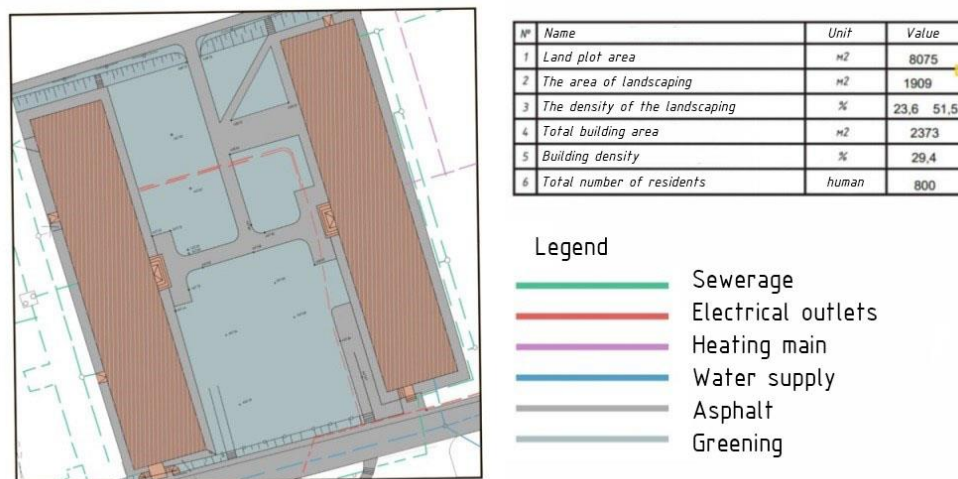 № Name Unit Value
1 Land plot area м2 8075
2 The area of landscaping м2 1909
3 The density of the landscaping % 23,6 51,5
4 Total building area м2 2373
5 Building density % 29,4
6 Total number of residents human 800
Legend
Sewerage
Electrical outlets
Heating main
Water supply
Asphalt
Greening